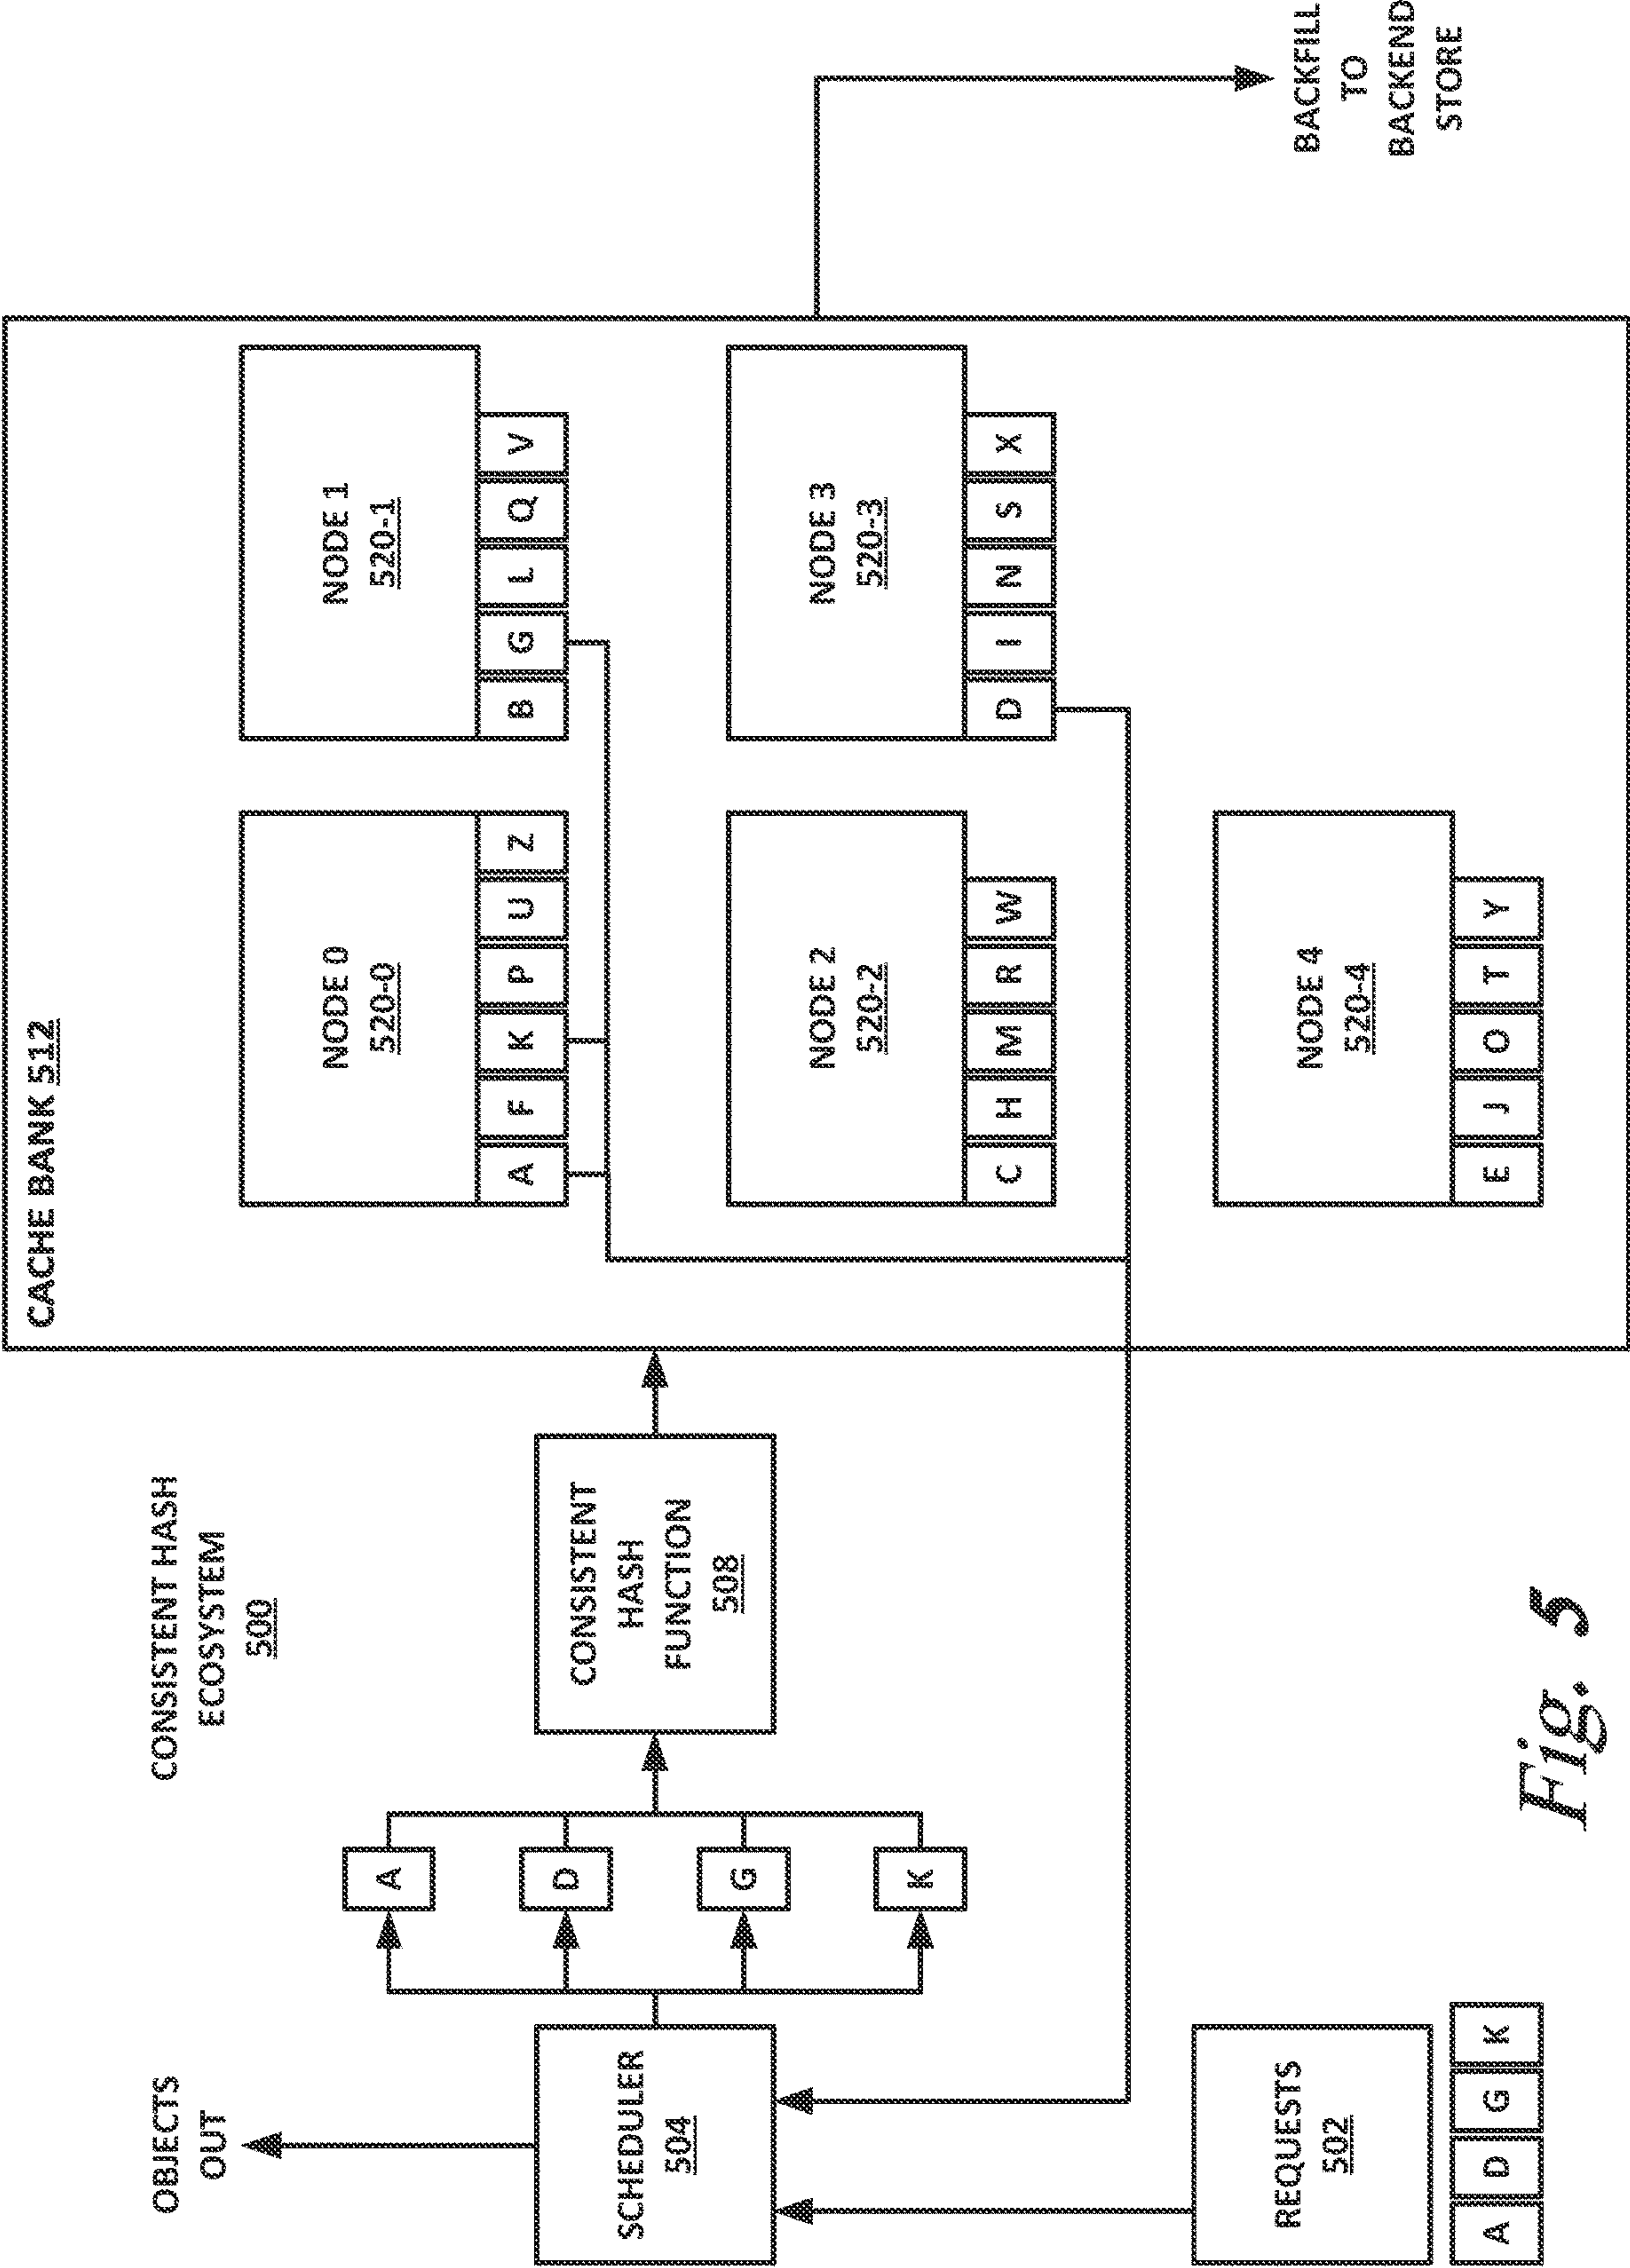 CONSISTENT HASH
ECOSYSTEM
500
OBJECTS
OUT
SCHEDULER
504
REQUESTS
502
A D G K
A
D
G
K
CONSISTENT
HASH
FUNCTION
508
CACHE BANK 512
NODE 0
520-0
A F K P U Z
NODE 1
520-1
B G L Q V
NODE 2
520-2
C H M R W
NODE 3
520-3
D I N S X
NODE 4
520-4
E J O T Y
BACKFILL
TO
BACKEND
STORE
Fig. 5